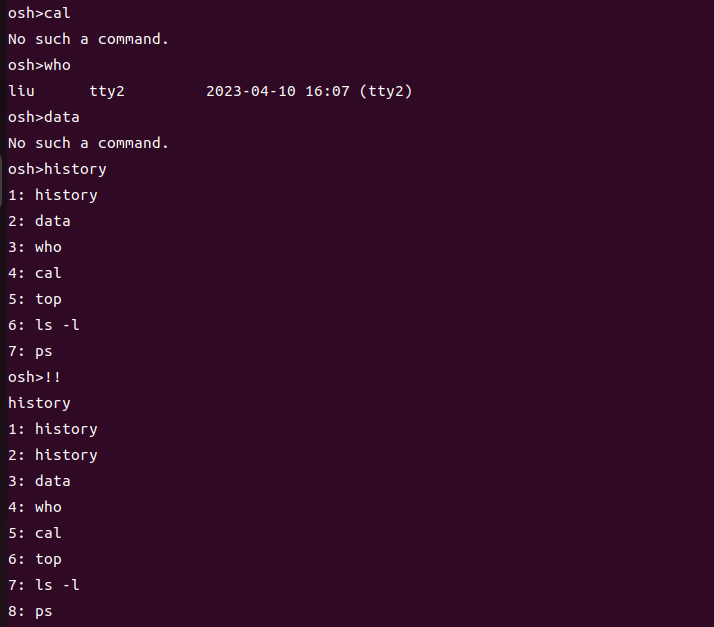 osh>cal
No such a command.
osh>who
liu      tty2         2023-04-10 16:07 (tty2)
osh>data
No such a command.
osh>history
1: history
2: data
3: who
4: cal
5: top
6: ls -l
7: ps
osh>!!
history
1: history
2: history
3: data
4: who
5: cal
6: top
7: ls -l
8: ps